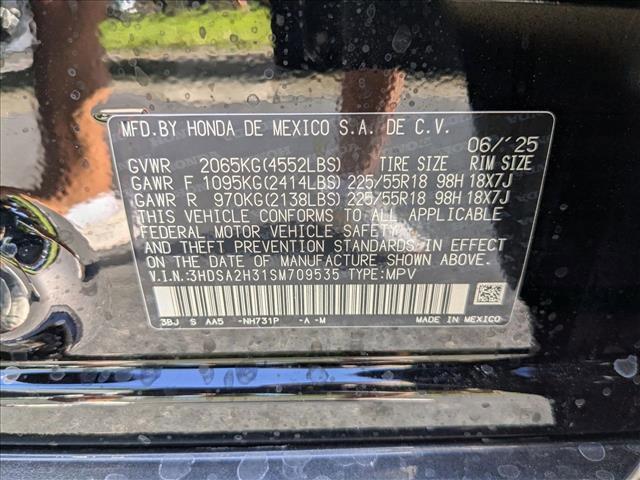 MFD.BY HONDA DE MEXICO S.A. DE C.V. 06/'25
GVWR 2065KG(4552LBS) TIRE SIZE RIM SIZE
GAWR F 1095KG(2414LBS) 225/55R18 98H 18X7J
GAWR R 970KG(2138LBS) 225/55R18 98H 18X7J
THIS VEHICLE CONFORMS TO ALL APPLICABLE
FEDERAL MOTOR VEHICLE SAFETY
AND THEFT PREVENTION STANDARDS IN EFFECT
ON THE DATE OF MANUFACTURE SHOWN ABOVE.
V.I.N.:3HDSA2H31SM709535 TYPE:MPV
3BJ S AA5 -NH731P -A -M MADE IN MEXICO